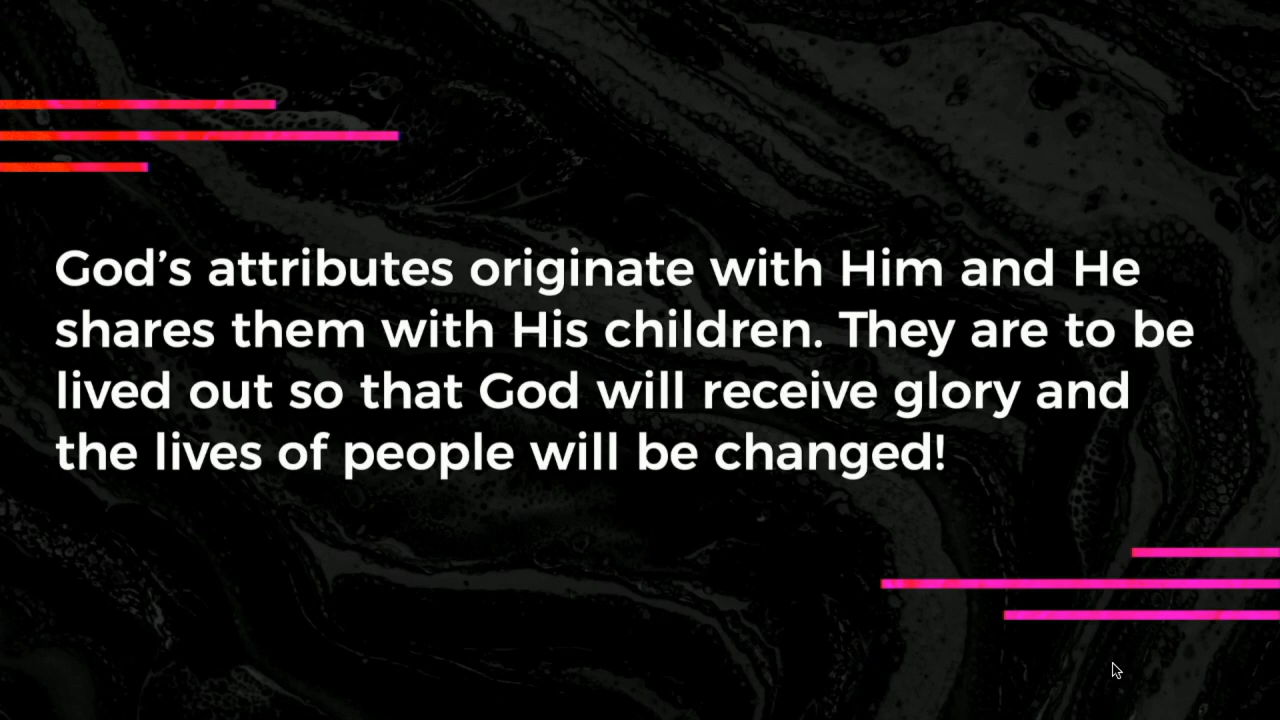 God’s attributes originate with Him and He
shares them with His children. They are to be
lived out so that God will receive glory and
the lives of people will be changed!